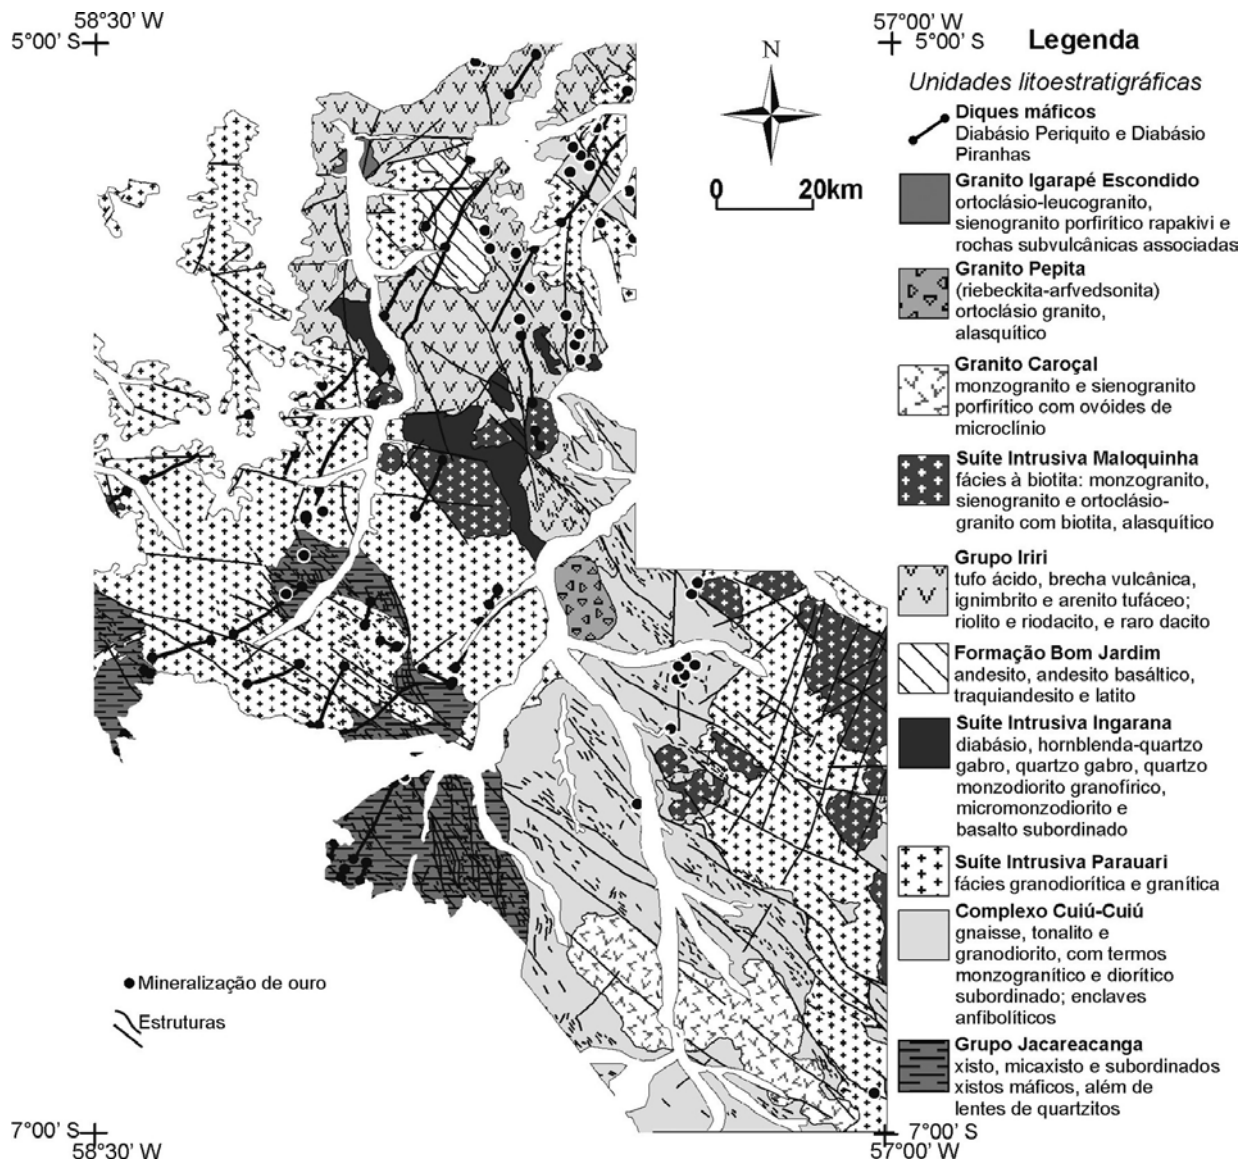 58°30' W
5°00' S
57°00' W
5°00' S
N
0 20km
Legenda
Unidades litoestratigráficas
Diques máficos
Diabásio Periquito e Diabásio
Piranhas
Granito Igarapé Escondido
ortoclásio-leucogranito,
sienogranito porfirítico rapakivi e
rochas subvulcânicas associadas
Granito Pepita
(riebeckita-arfvedsonita)
ortoclásio granito,
alasquítico
Granito Caroçal
monzogranito e sienogranito
porfirítico com ovóides de
microclínio
Suíte Intrusiva Maloquinha
fácies à biotita: monzogranito,
sienogranito e ortoclásio-
granito com biotita, alasquítico
Grupo Iriri
tufo ácido, brecha vulcânica,
ignimbrito e arenito tufáceo;
riolito e riodacito, e raro dacito
Formação Bom Jardim
andesito, andesito basáltico,
traquiandesito e latito
Suíte Intrusiva Ingarana
diabásio, hornblenda-quartzo
gabro, quartzo gabro, quartzo
monzodiorito granofírico,
micromonzodiorito e
basalto subordinado
Suíte Intrusiva Parauari
fácies granodiorítica e granítica
Complexo Cuiú-Cuiú
gnaisse, tonalito e
granodiorito, com termos
monzogranítico e diorítico
subordinado; enclaves
anfibolíticos
Grupo Jacareacanga
xisto, micaxisto e subordinados
xistos máficos, além de
lentes de quartzitos
Mineralização de ouro
Estruturas
7°00' S
58°30' W
7°00' S
57°00' W